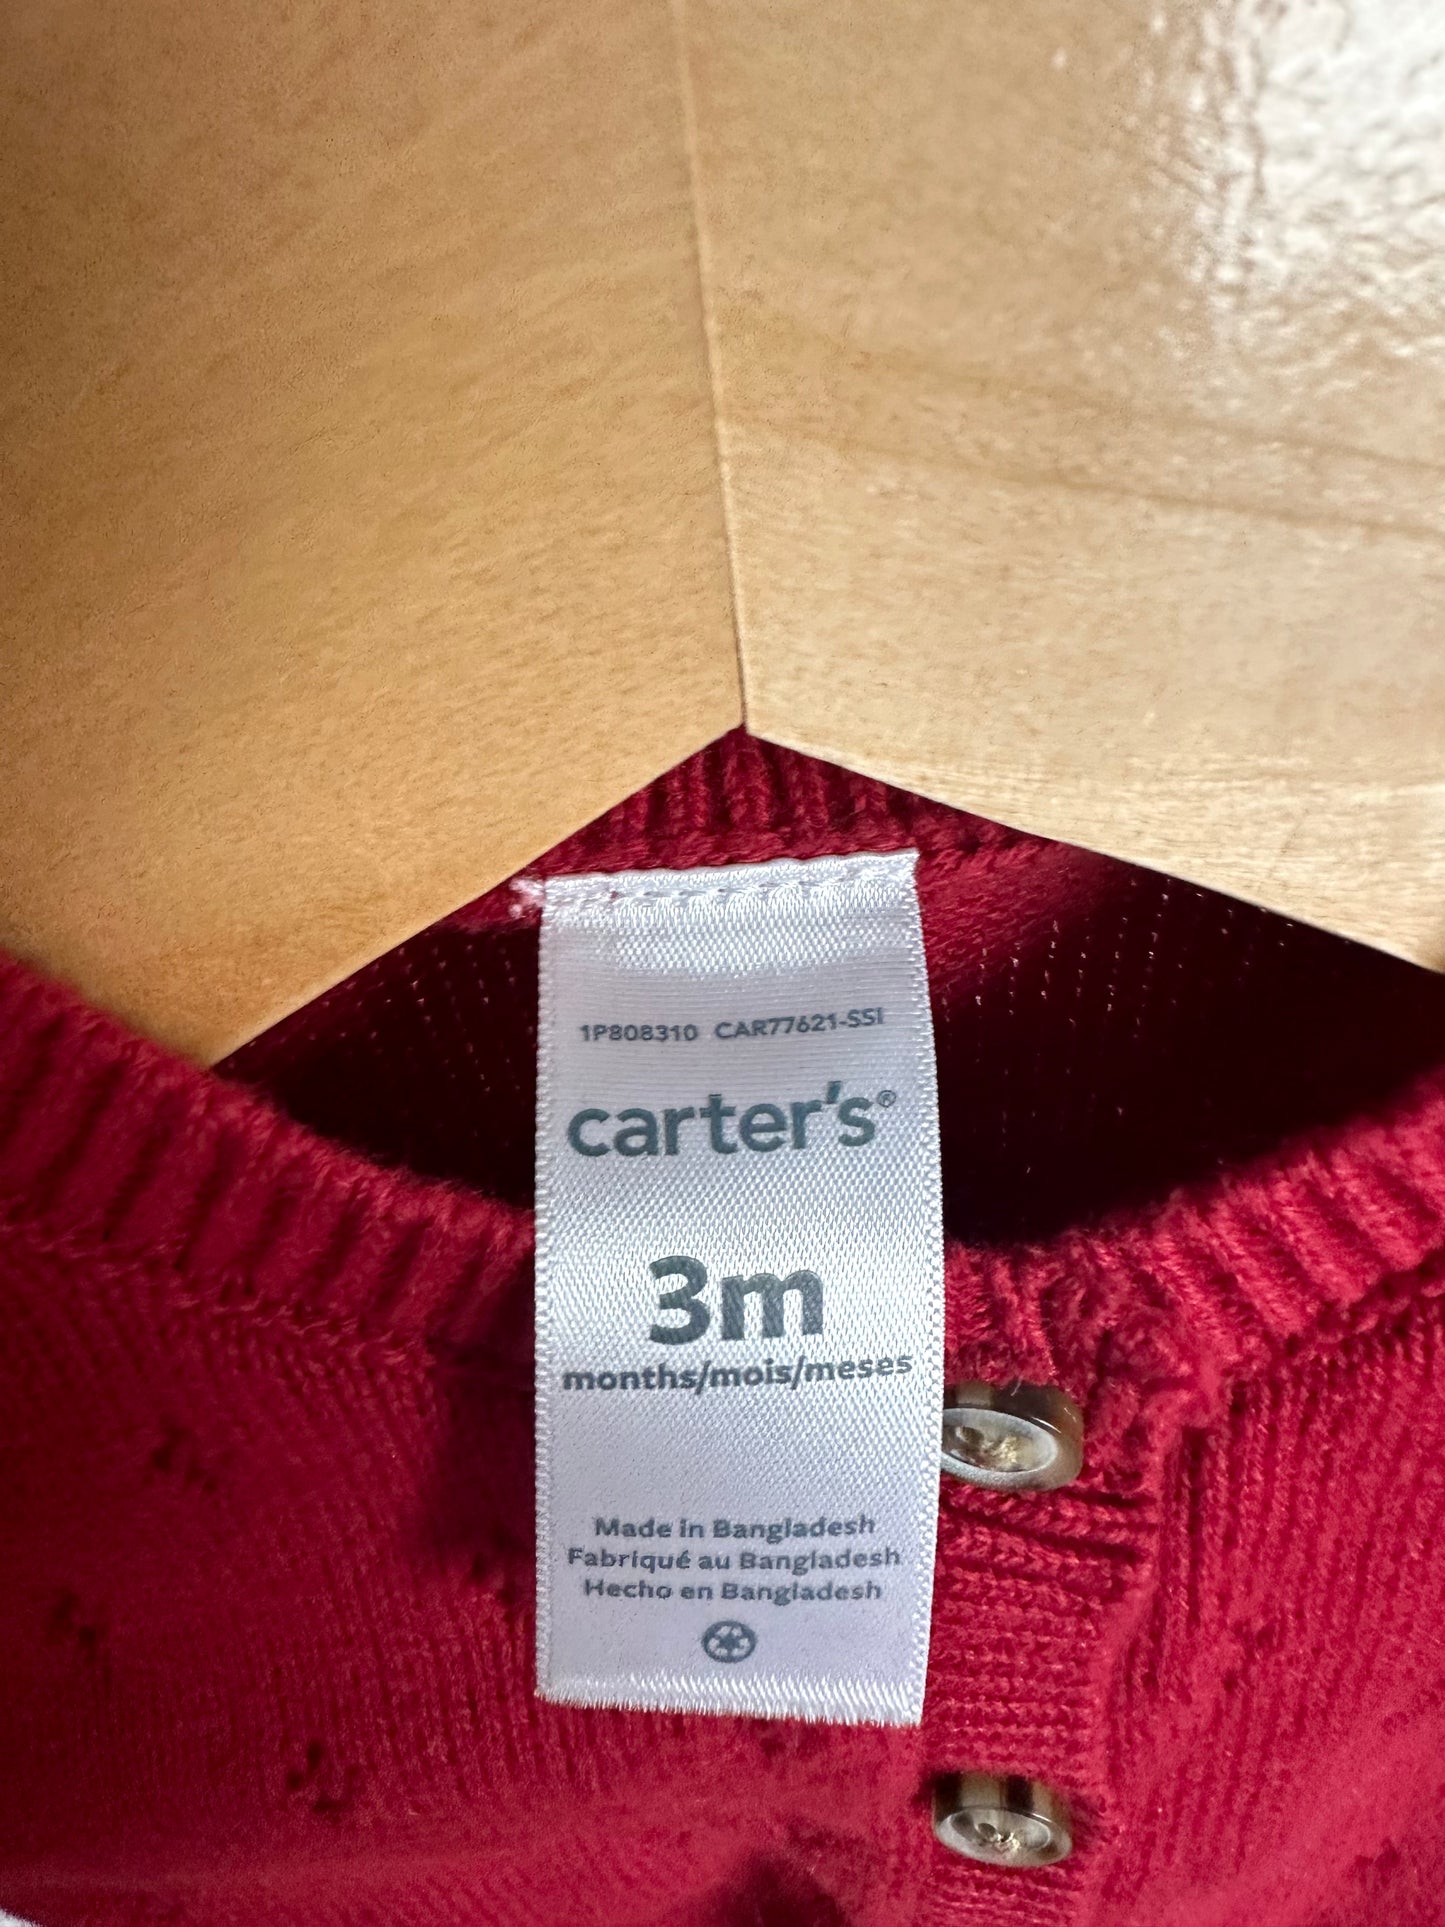 1P808310 CAR77621-SSI
carter's®
3m
months/mois/meses
Made in Bangladesh
Fabriqué au Bangladesh
Hecho en Bangladesh